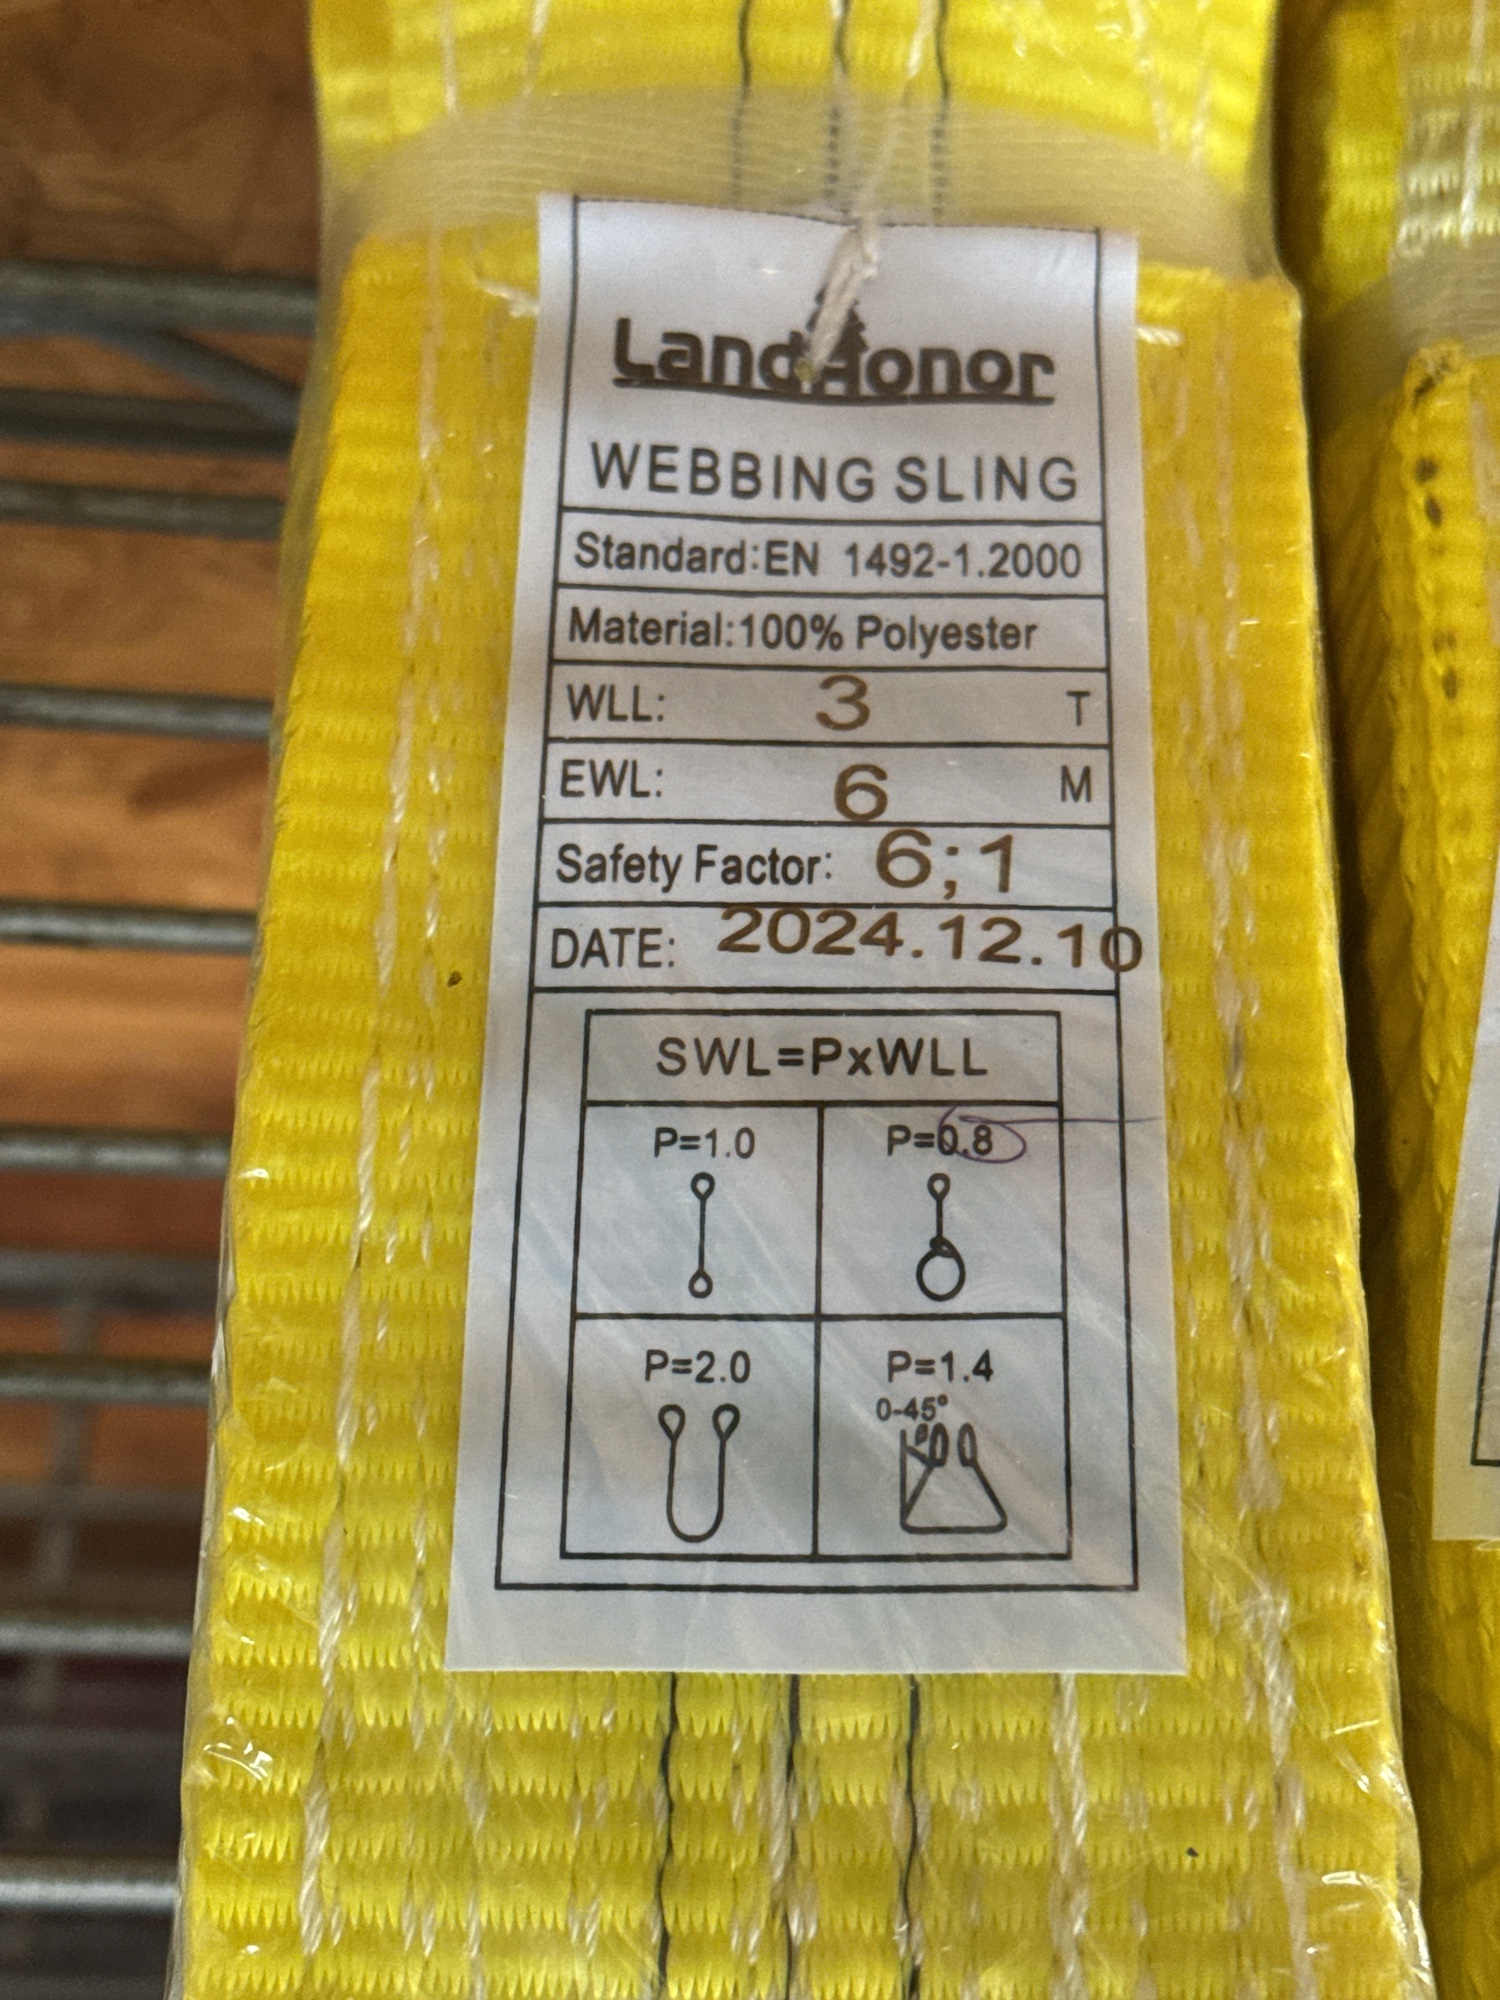 LandHonor
WEBBING SLING
Standard:EN 1492-1.2000
Material:100% Polyester
WLL: 3 T
EWL: 6 M
Safety Factor: 6;1
DATE: 2024.12.10
SWL=PxWLL
P=1.0 P=0.8
P=2.0 P=1.4
0-45°